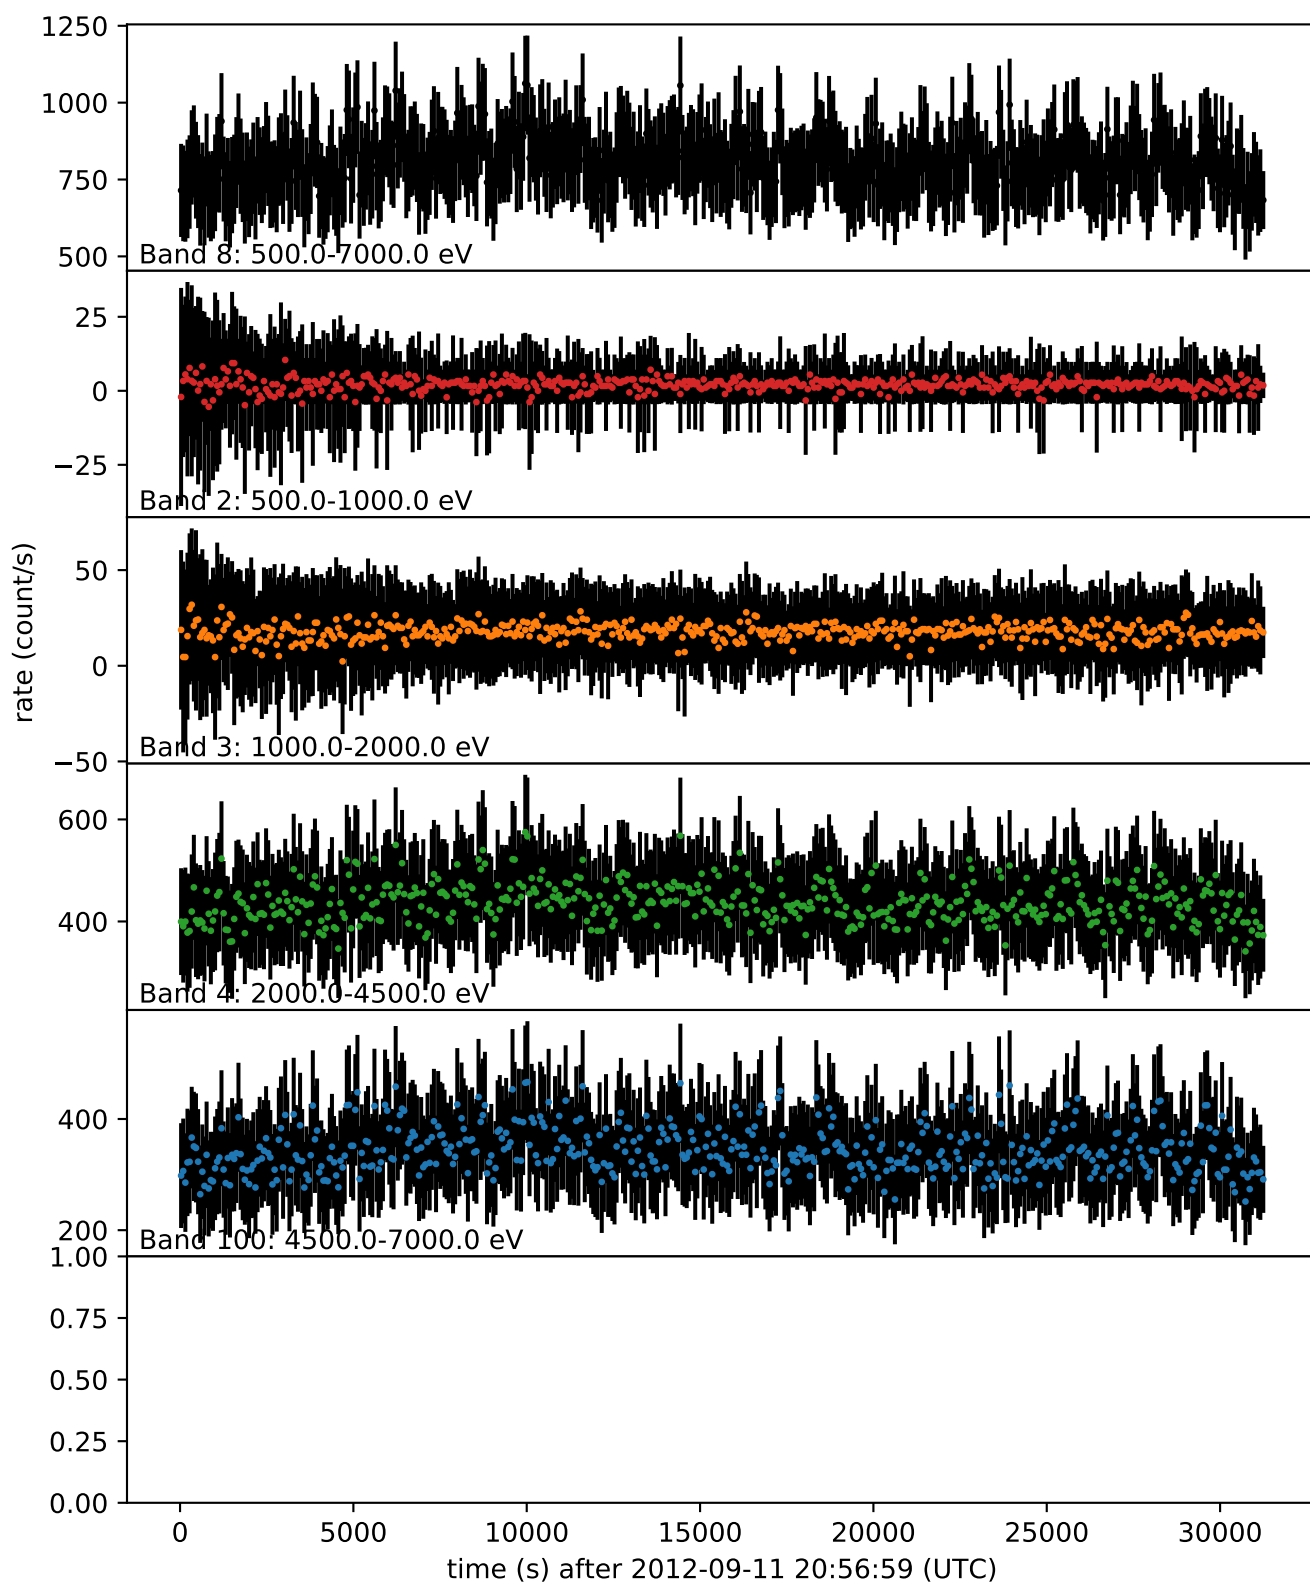 1250
1000
750
500
Band 8: 500.0-7000.0 eV
25
0
−25
Band 2: 500.0-1000.0 eV
50
0
−50
Band 3: 1000.0-2000.0 eV
rate (count/s)
600
400
Band 4: 2000.0-4500.0 eV
400
200
Band 100: 4500.0-7000.0 eV
1.00
0.75
0.50
0.25
0.00
0 5000 10000 15000 20000 25000 30000
time (s) after 2012-09-11 20:56:59 (UTC)